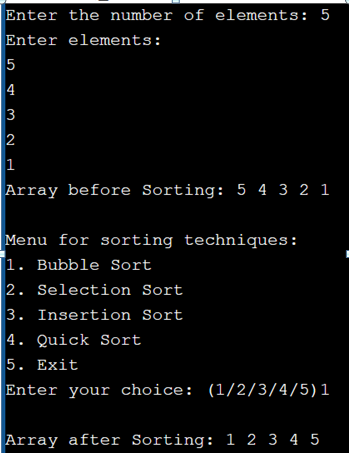 Enter the number of elements: 5
Enter elements:
5
4
3
2
1
Array before Sorting: 5 4 3 2 1
Menu for sorting techniques:
1. Bubble Sort
2. Selection Sort
3. Insertion Sort
4. Quick Sort
5. Exit
Enter your choice: (1/2/3/4/5)1
Array after Sorting: 1 2 3 4 5